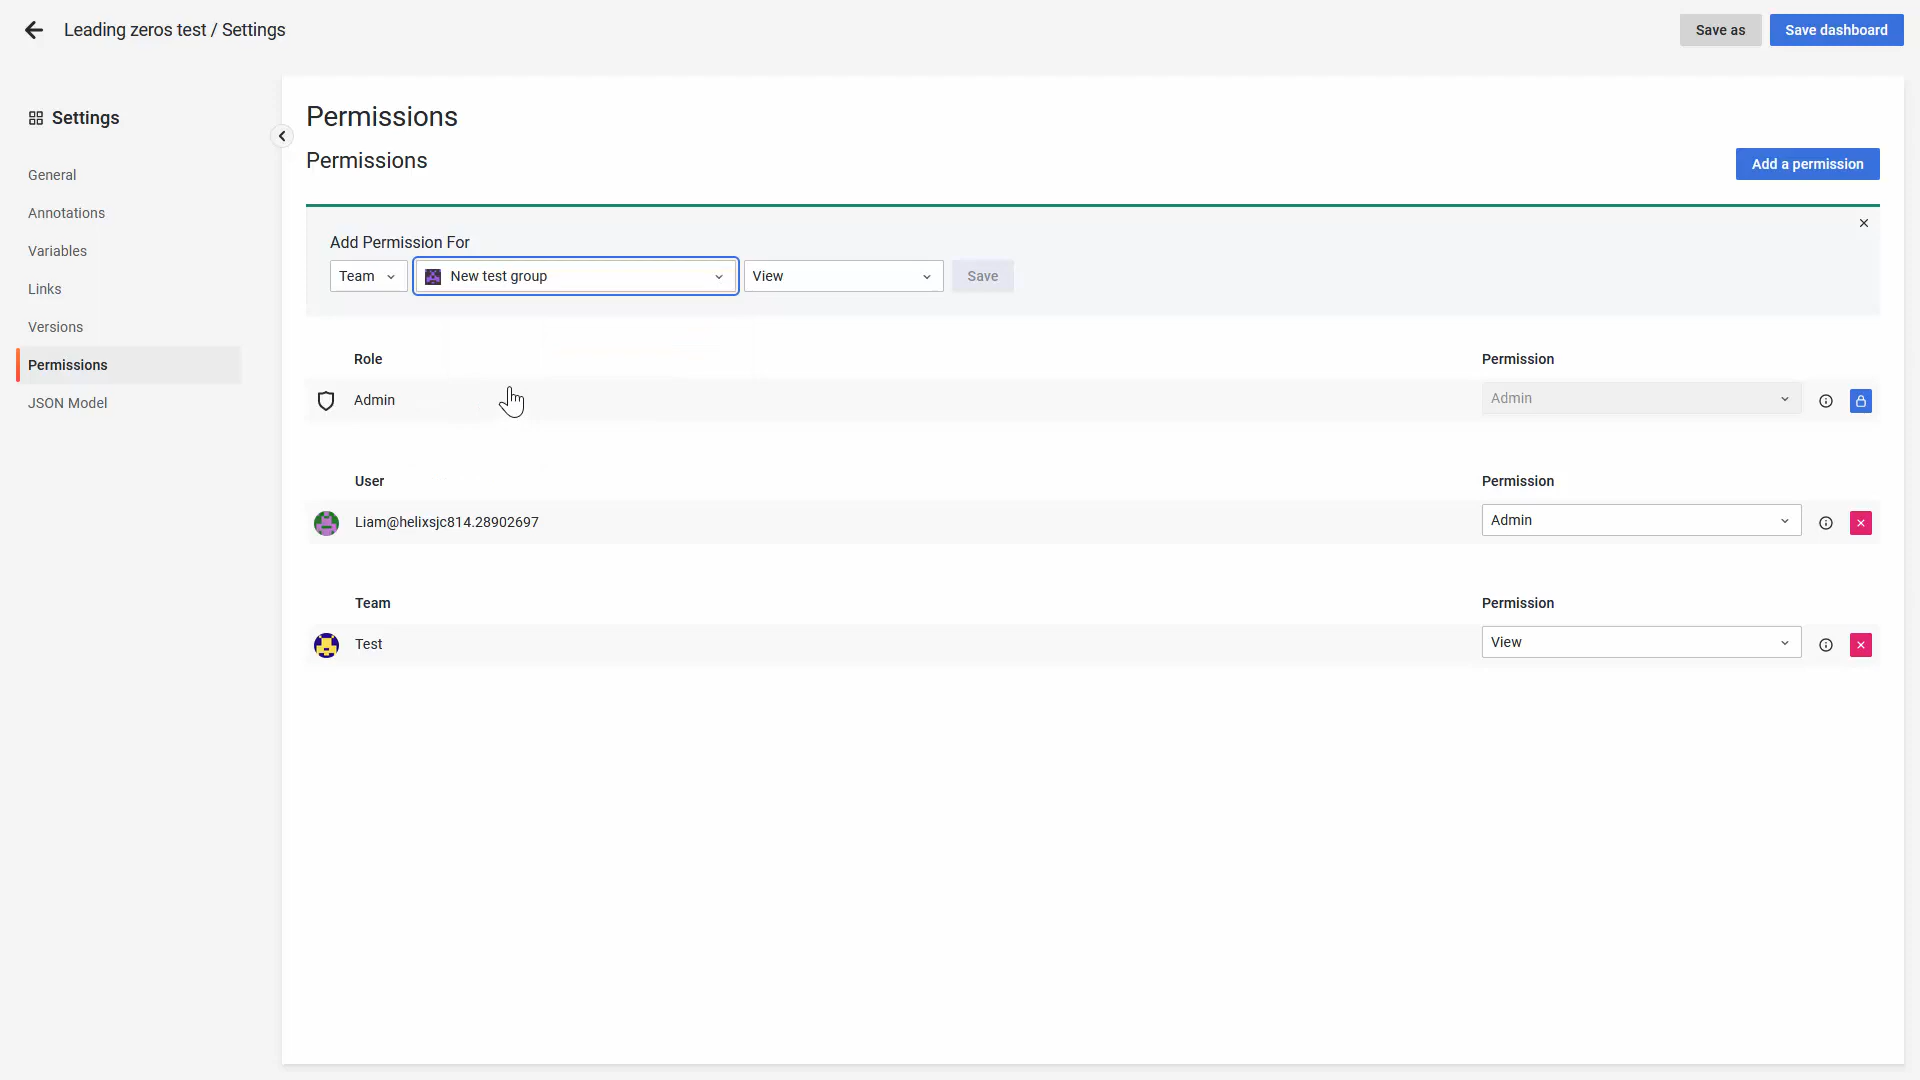 Leading zeros test / Settings
Save as
Save dashboard
Settings
General
Annotations
Variables
Links
Versions
Permissions
JSON Model
Permissions
Permissions
Add a permission
Add Permission For
Team
New test group
View
Save
Role
Permission
Admin
Admin
User
Permission
Liam@helixsjc814.28902697
Admin
Team
Permission
Test
View